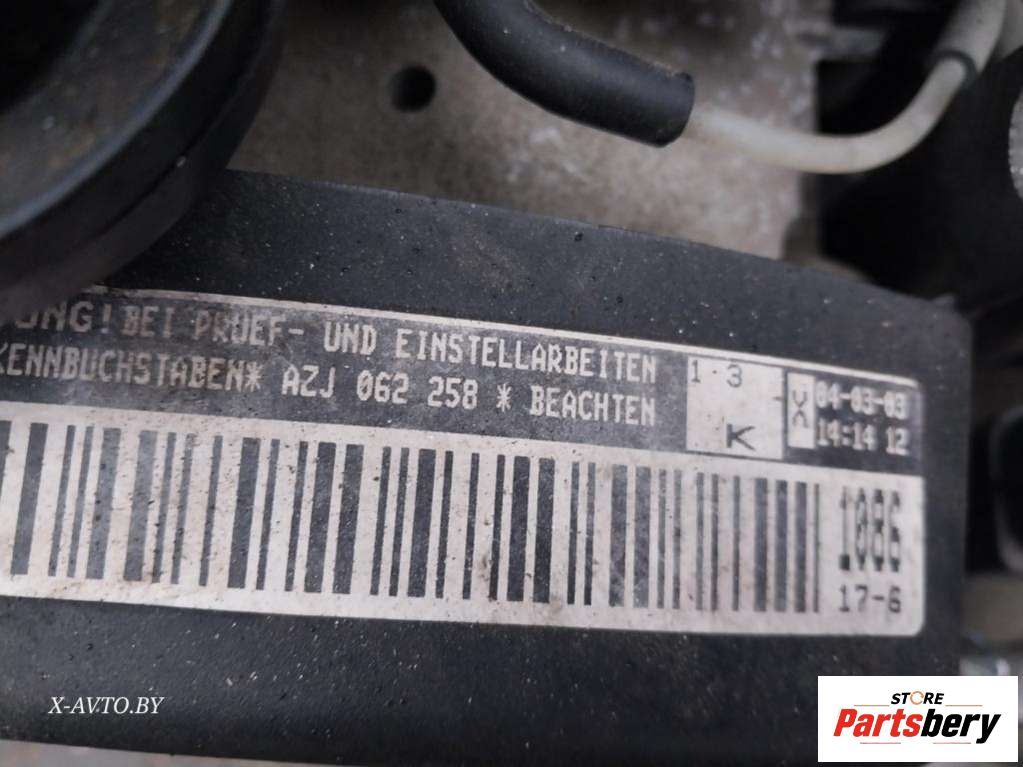 UNG! BEI PRUEF- UND EINSTELLARBEITEN
KENNBUCHSTABEN* AZJ 062 258 * BEACHTEN
1-3
K
04-03-03
14:14 12
1086
17-6
X-AVTO.BY
STORE
Partsbery